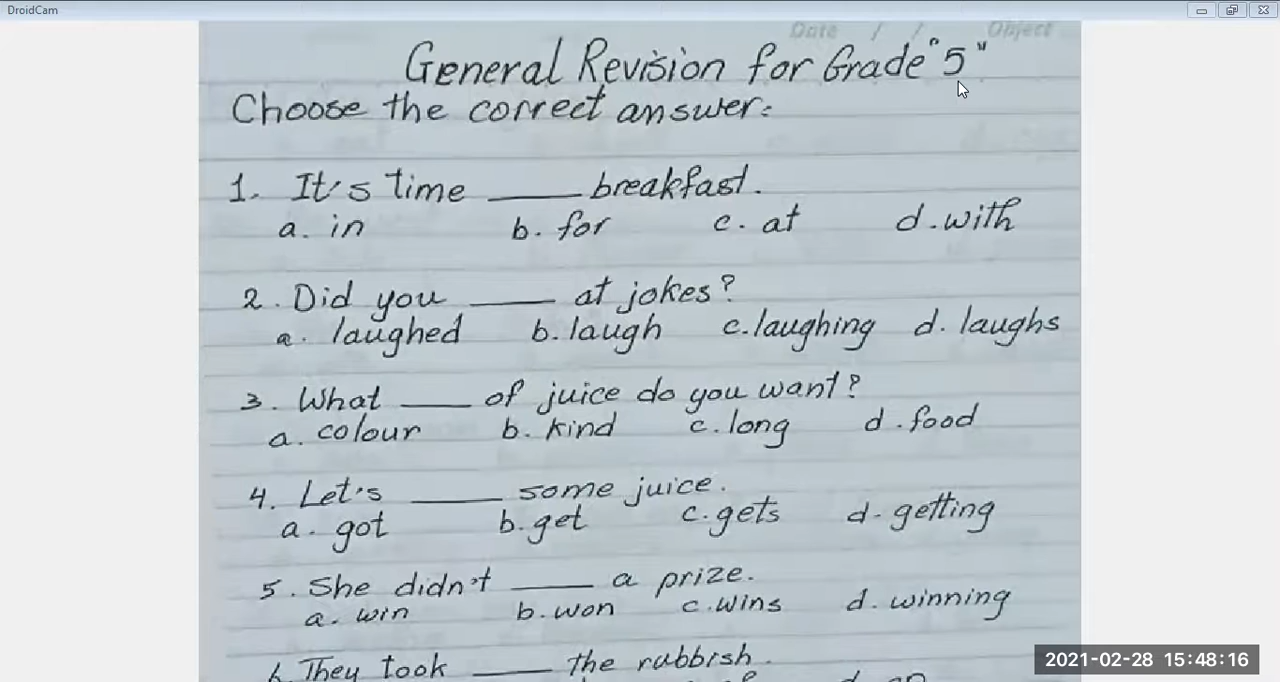 DroidCam
Date / / Object
General Revision for Grade "5"
Choose the correct answer:
1. It's time ____ breakfast.
a. in b. for c. at d. with
2. Did you ____ at jokes?
a. laughed b. laugh c. laughing d. laughs
3. What ____ of juice do you want?
a. colour b. kind c. long d. food
4. Let's ____ some juice.
a. got b. get c. gets d. getting
5. She didn't ____ a prize.
a. win b. won c. wins d. winning
6. They took ____ the rubbish.
2021-02-28 15:48:16